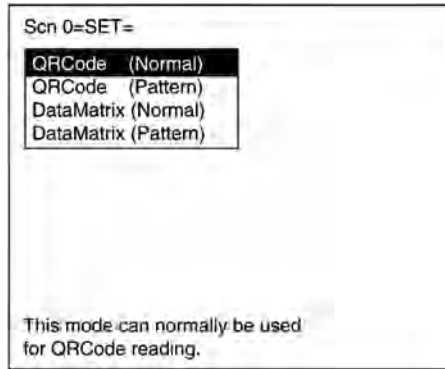 Scn 0=SET=
QRCode (Normal)
QRCode (Pattern)
DataMatrix (Normal)
DataMatrix (Pattern)
This mode can normally be used
for QRCode reading.